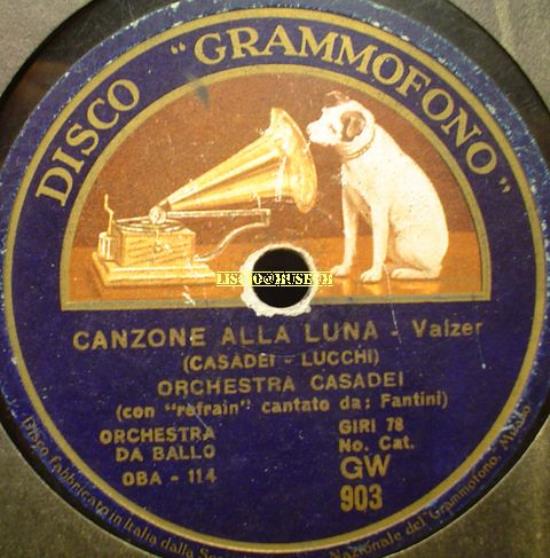 DISCO "GRAMMOFONO"
CANZONE ALLA LUNA - Valzer
(CASADEI - LUCCHI)
ORCHESTRA CASADEI
(con "refrain" cantato da: Fantini)
ORCHESTRA
DA BALLO
OBA - 114
GIRI 78
No. Cat.
GW
903
Disco fabbricato in Italia dalla Nazionale del "Grammofono, Milano